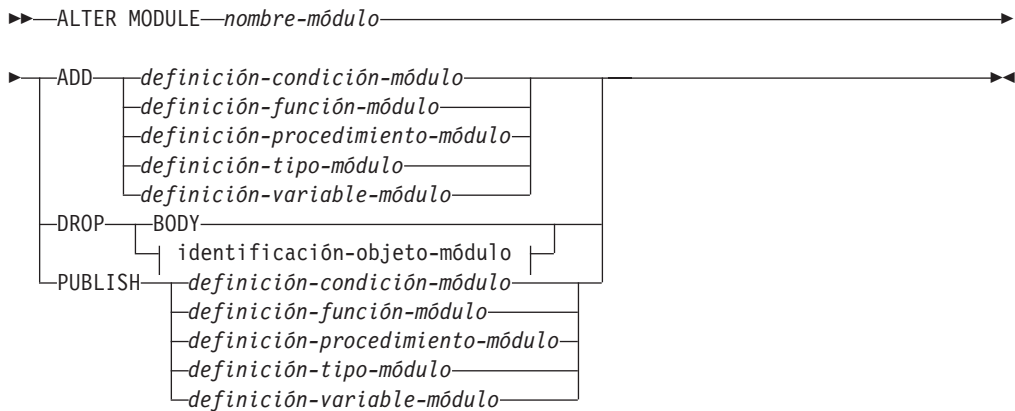 ALTER MODULE nombre-módulo
ADD definición-condición-módulo
definición-función-módulo
definición-procedimiento-módulo
definición-tipo-módulo
definición-variable-módulo
DROP BODY
identificación-objeto-módulo
PUBLISH definición-condición-módulo
definición-función-módulo
definición-procedimiento-módulo
definición-tipo-módulo
definición-variable-módulo